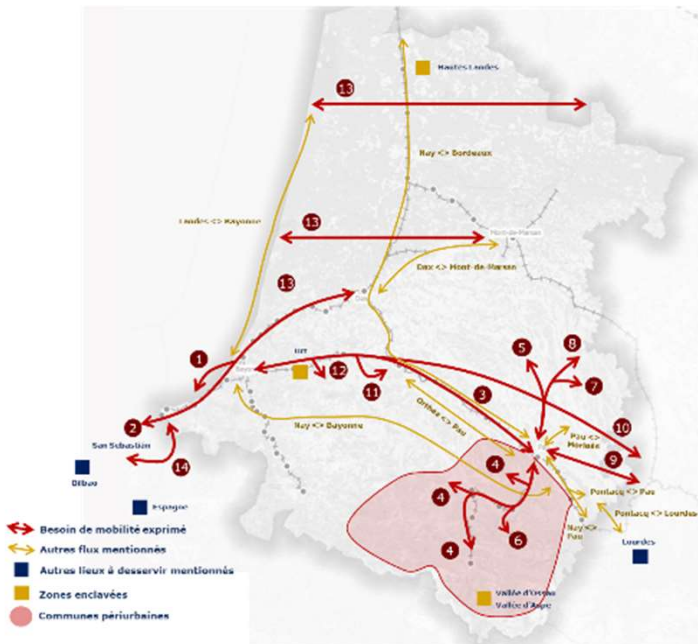 Hautes Landes
13
Nay <> Bordeaux
Landes <> Bayonne
13
Mont-de-Marsan
Dax <> Mont-de-Marsan
13
8
5
1
12
7
11
3
2
Orthez <> Pau
10
Nay <> Bayonne
Pau <>
Morlaàs
9
San Sebastián
14
4
Bilbao
4
Pontacq <> Pau
Espagne
Pontacq <> Lourdes
Nay <>
Pau
6
4
Lourdes
Besoin de mobilité exprimé
Autres flux mentionnés
Autres lieux à desservir mentionnés
Zones enclavées
Vallée d'Ossau
Vallée d'Aspe
Communes périurbaines